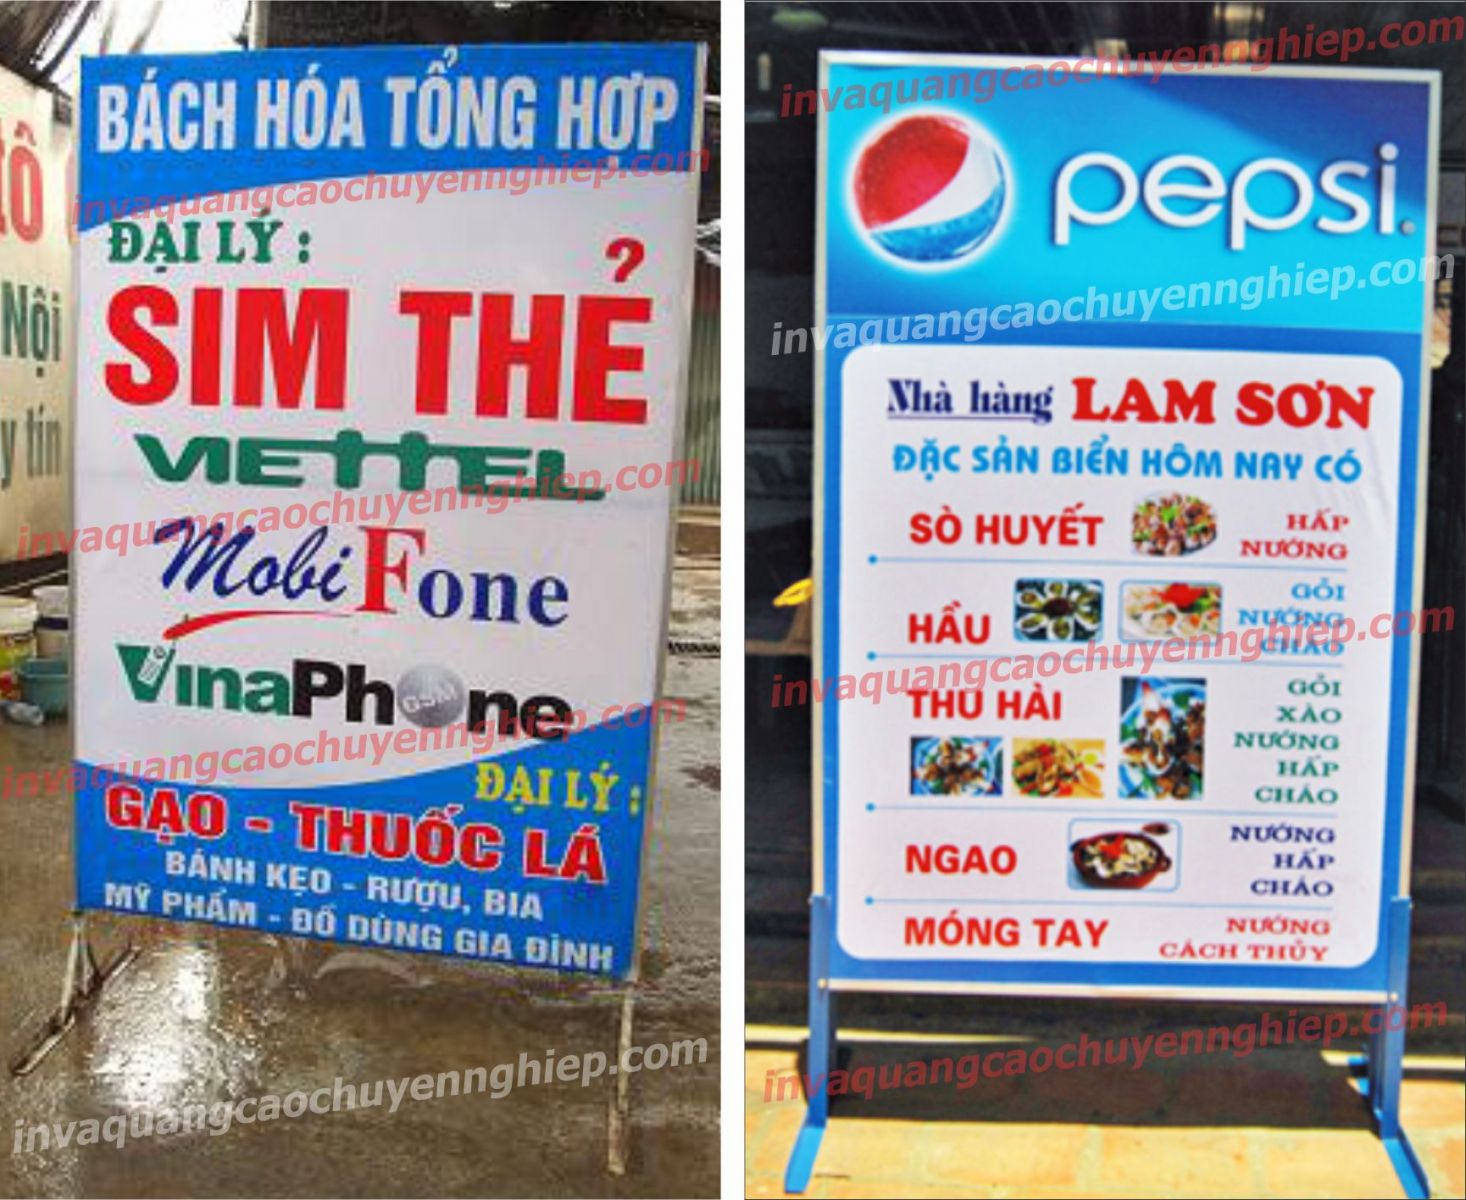 BÁCH HÓA TỔNG HỢP
ĐẠI LÝ :
SIM THẺ
VIETTEL
MobiFone
VinaPhone
GSM
ĐẠI LÝ :
GẠO - THUỐC LÁ
BÁNH KẸO - RƯỢU, BIA
MỸ PHẨM - ĐỒ DÙNG GIA ĐÌNH
tô
Nội
y tín
invaquangcaochuyennghiep.com
invaquangcaochuyennghiep.com
invaquangcaochuyennghiep.com
invaquangcaochuyennghiep.com
pepsi
Nhà hàng LAM SƠN
ĐẶC SẢN BIỂN HÔM NAY CÓ
SÒ HUYẾT
HẤP
NƯỚNG
HẦU
GỎI
NƯỚNG
CHÁO
THU HẢI
GỎI
XÀO
NƯỚNG
HẤP
CHÁO
NGAO
NƯỚNG
HẤP
CHÁO
MÓNG TAY
NƯỚNG
CÁCH THỦY
invaquangcaochuyennghiep.com
invaquangcaochuyennghiep.com
invaquangcaochuyennghiep.com
invaquangcaochuyennghiep.com